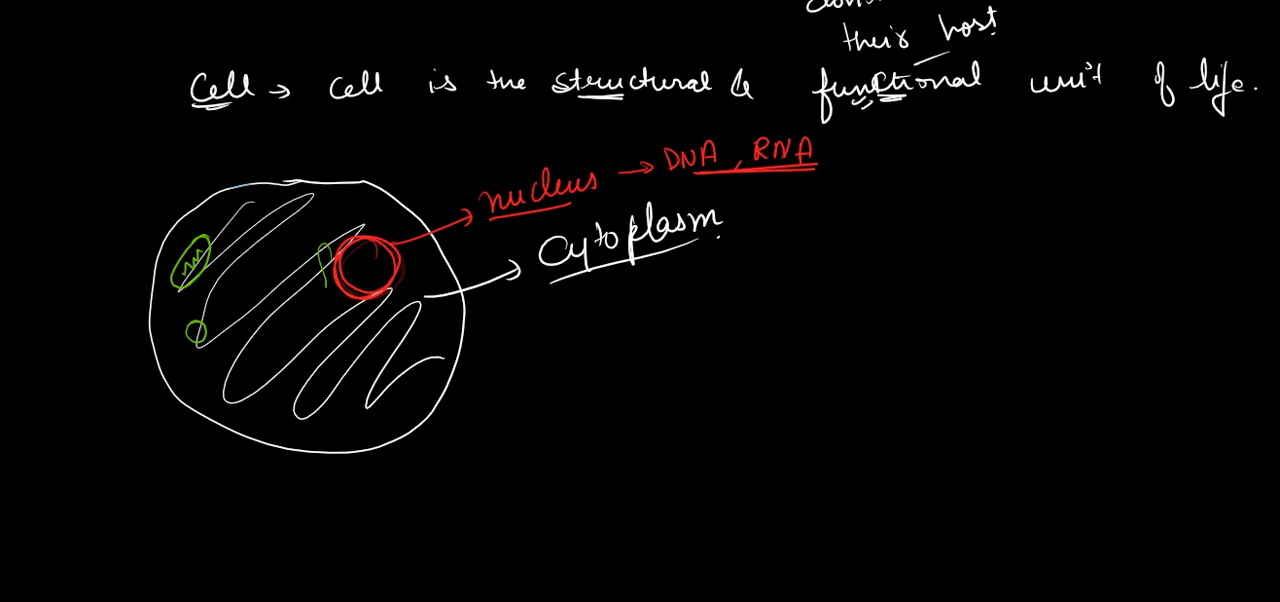 their host
Cell → Cell is the structural & functional unit of life.
nucleus → DNA, RNA
Cytoplasm